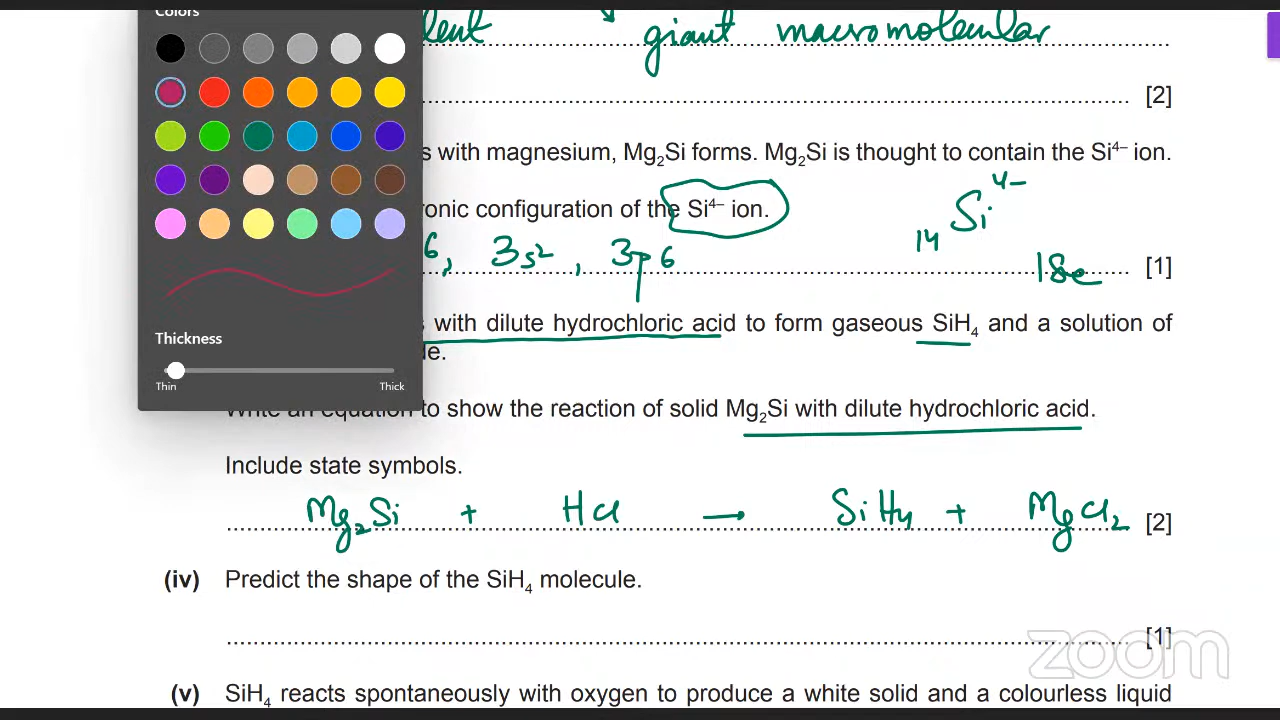 Colors
lent giant macromolecular
[2]
s with magnesium, Mg₂Si forms. Mg₂Si is thought to contain the Si⁴⁻ ion.
ronic configuration of the Si⁴⁻ ion. ₁₄Si⁴⁻
6, 3s², 3p6 18e [1]
s with dilute hydrochloric acid to form gaseous SiH₄ and a solution of
de.
Thickness
Thin Thick
Write an equation to show the reaction of solid Mg₂Si with dilute hydrochloric acid.
Include state symbols.
Mg₂Si + HCl → SiH₄ + MgCl₂ [2]
(iv) Predict the shape of the SiH₄ molecule.
[1]
zoom
(v) SiH₄ reacts spontaneously with oxygen to produce a white solid and a colourless liquid